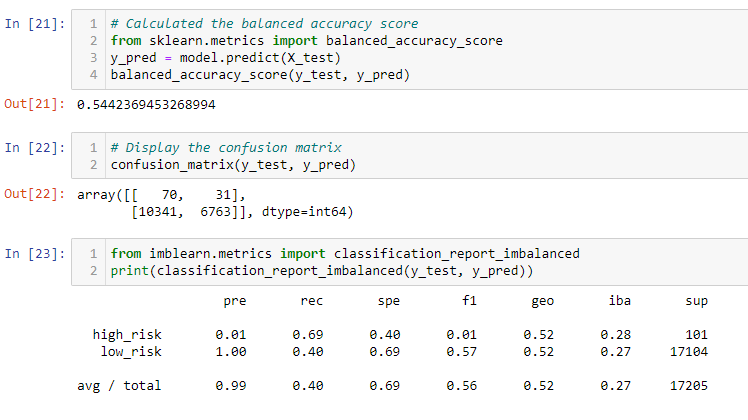 In [21]: 1 # Calculated the balanced accuracy score
2 from sklearn.metrics import balanced_accuracy_score
3 y_pred = model.predict(X_test)
4 balanced_accuracy_score(y_test, y_pred)
Out[21]: 0.5442369453268994
In [22]: 1 # Display the confusion matrix
2 confusion_matrix(y_test, y_pred)
Out[22]: array([[   70,    31],
       [10341,  6763]], dtype=int64)
In [23]: 1 from imblearn.metrics import classification_report_imbalanced
2 print(classification_report_imbalanced(y_test, y_pred))
pre rec spe f1 geo iba sup
high_risk 0.01 0.69 0.40 0.01 0.52 0.28 101
low_risk 1.00 0.40 0.69 0.57 0.52 0.27 17104
avg / total 0.99 0.40 0.69 0.56 0.52 0.27 17205